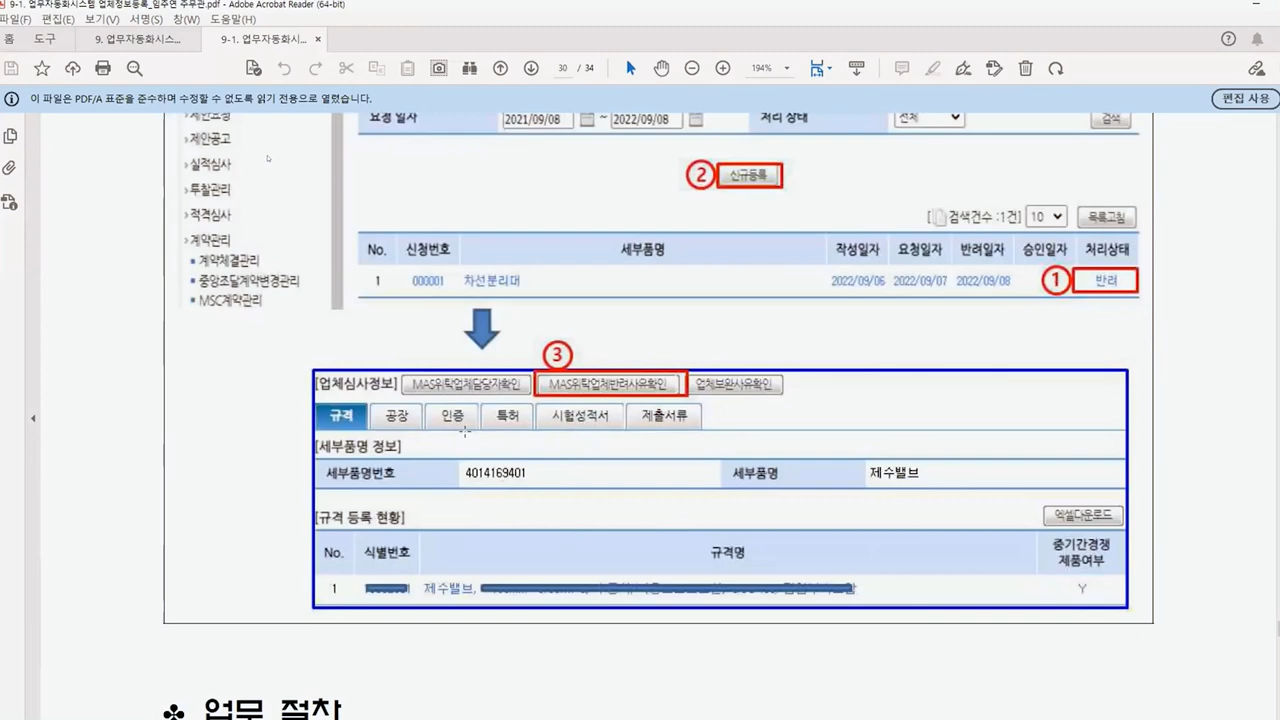 9-1. 업무자동화시스템 업체정보등록_임주연 주무관.pdf - Adobe Acrobat Reader (64-bit)
파일(F) 편집(E) 보기(V) 서명(S) 창(W) 도움말(H)
홈 도구 9. 업무자동화시스... 9-1. 업무자동화시... ×
30 / 34 194%
이 파일은 PDF/A 표준을 준수하며 수정할 수 없도록 읽기 전용으로 열렸습니다. 편집 사용
제안요청 요청 일자 2021/09/08 ~ 2022/09/08 처리 상태 전체 검색
제안공고
실적심사
② 신규등록
투찰관리
적격심사
[검색건수 :1건] 10 목록고침
계약관리
계약체결관리
중앙조달계약변경관리
MSC계약관리
No. 신청번호 세부품명 작성일자 요청일자 반려일자 승인일자 처리상태
1 000001 차선분리대 2022/09/06 2022/09/07 2022/09/08 ① 반려
③
[업체심사정보] MAS위탁업체담당자확인 MAS위탁업체반려사유확인 업체보완사유확인
규격 공장 인증 특허 시험성적서 제출서류
[세부품명 정보]
세부품명번호 4014169401 세부품명 제수밸브
[규격 등록 현황] 엑셀다운로드
No. 식별번호 규격명 중기간경쟁
제품여부
1 제수밸브, Y
❖ 업무 절차